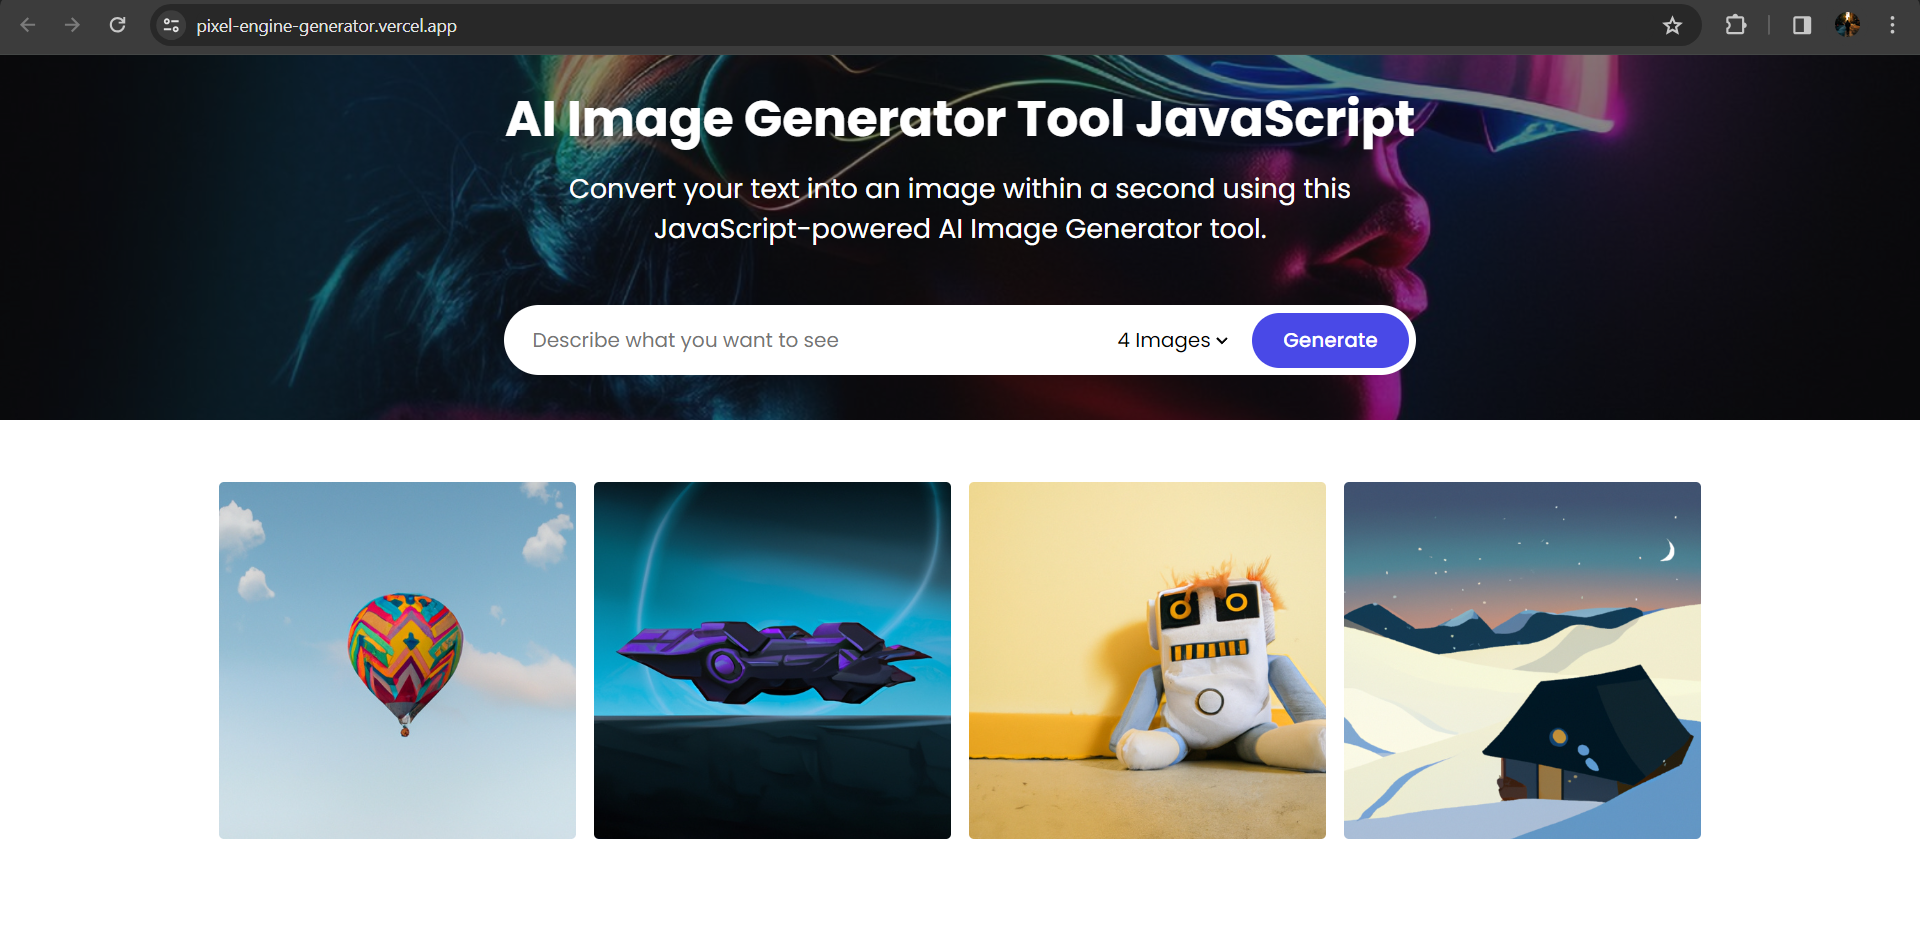 pixel-engine-generator.vercel.app
AI Image Generator Tool JavaScript
Convert your text into an image within a second using this
JavaScript-powered AI Image Generator tool.
Describe what you want to see
4 Images
Generate